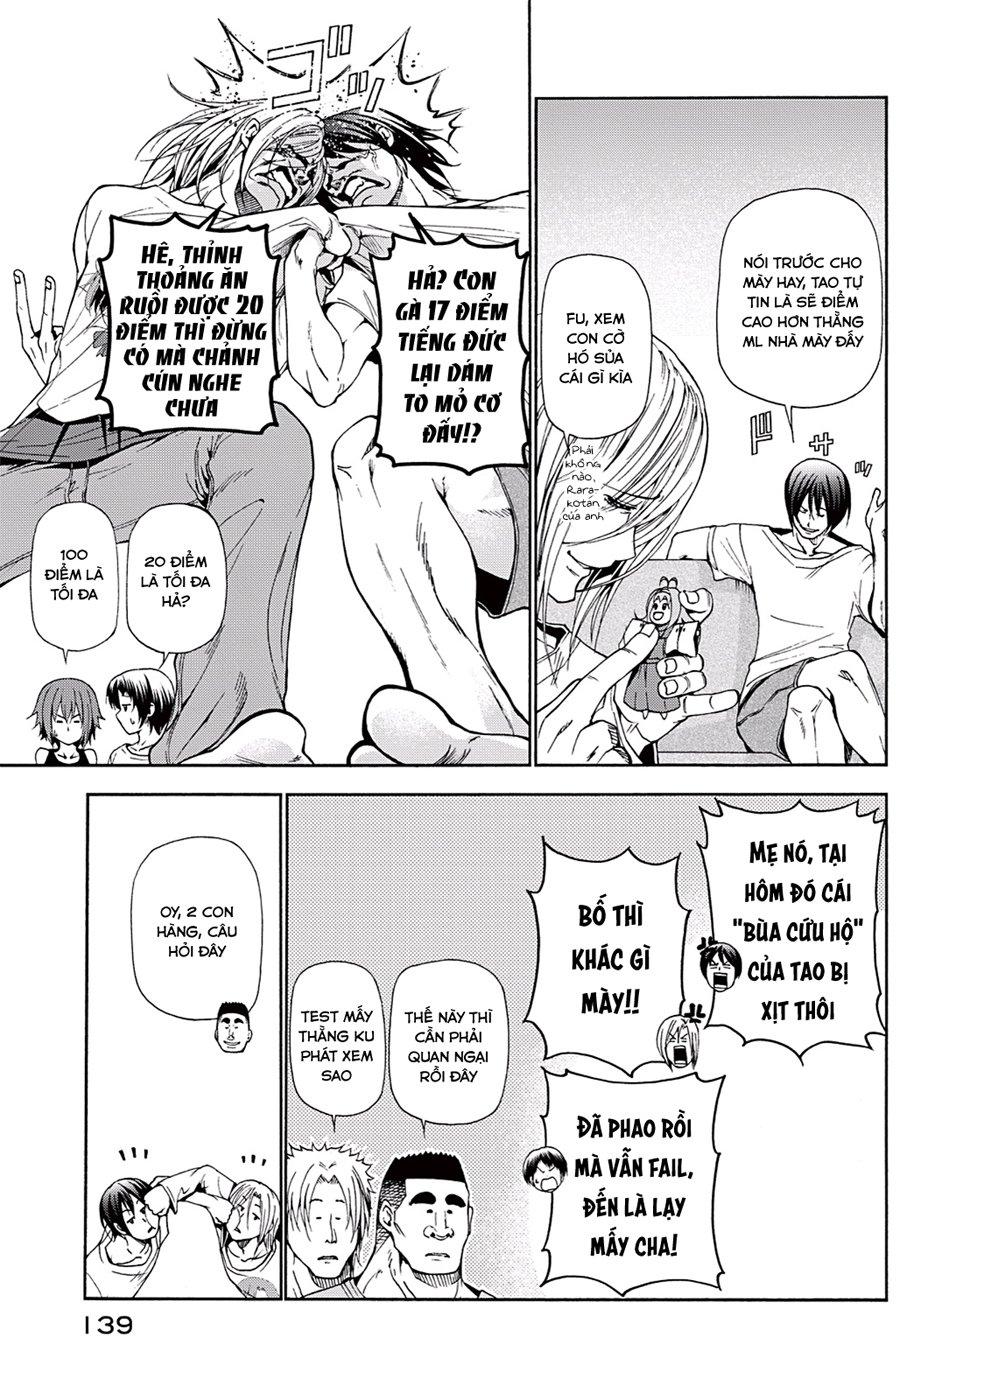 NÓI TRƯỚC CHO
MÀY HAY, TAO TỰ
TIN LÀ SẼ ĐIỂM
CAO HƠN THẰNG
ML NHÀ MÀY ĐẤY
FU, XEM
CON CỜ
HÓ SỦA
CÁI GÌ KÌA
Phải
không
nào,
Rara-
kotan
của anh
ドヤ
ゴッ
HẢ? CON
GÀ 17 ĐIỂM
TIẾNG ĐỨC
LẠI DÁM
TO MỎ CƠ
ĐẤY!?
HÊ, THỈNH
THOẢNG ĂN
RUỒI ĐƯỢC 20
ĐIỂM THÌ ĐỪNG
CÓ MÀ CHẢNH
CÚN NGHE
CHƯA
20 ĐIỂM
LÀ TỐI ĐA
HẢ?
100
ĐIỂM LÀ
TỐI ĐA
MẸ NÓ, TẠI
HÔM ĐÓ CÁI
"BÙA CỨU HỘ"
CỦA TAO BỊ
XỊT THÔI
BỐ THÌ
KHÁC GÌ
MÀY!!
ĐÃ PHAO RỒI
MÀ VẪN FAIL,
ĐẾN LÀ LẠY
MẤY CHA!
THẾ NÀY THÌ
CẦN PHẢI
QUAN NGẠI
RỒI ĐÂY
TEST MẤY
THẰNG KU
PHÁT XEM
SAO
OY, 2 CON
HÀNG, CÂU
HỎI ĐÂY
139